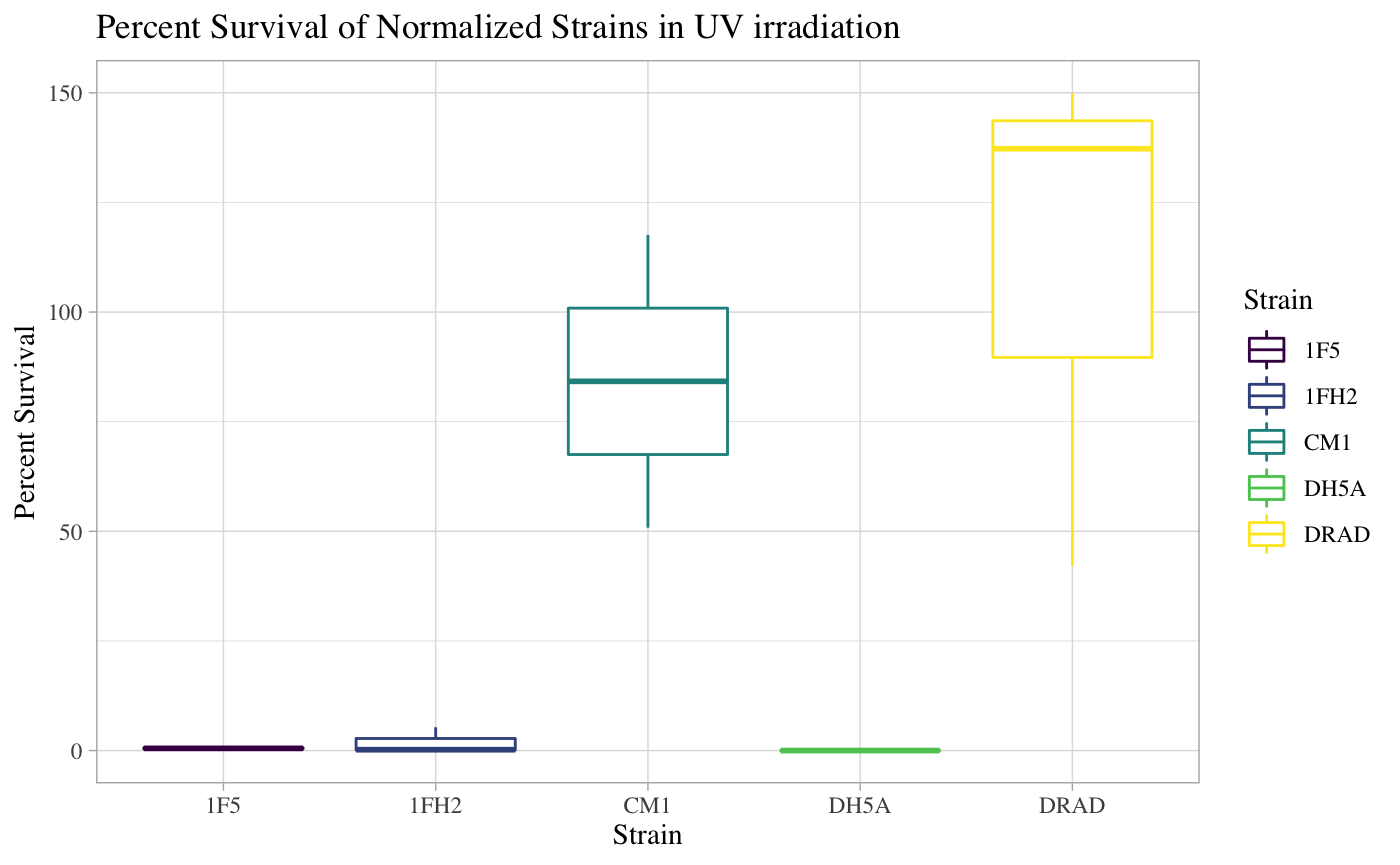 Percent Survival of Normalized Strains in UV irradiation
150
100
50
0
Percent Survival
1F5 1FH2 CM1 DH5A DRAD
Strain
Strain
1F5
1FH2
CM1
DH5A
DRAD